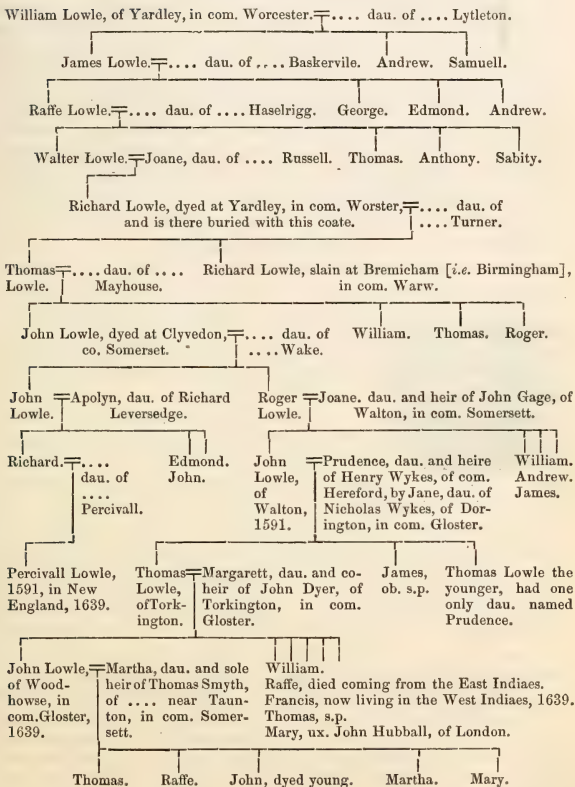 William Lowle, of Yardley, in com. Worcester. .... dau. of .... Lytleton.
James Lowle. .... dau. of .... Baskervile. Andrew. Samuell.
Raffe Lowle. .... dau. of .... Haselrigg. George. Edmond. Andrew.
Walter Lowle. Joane, dau. of .... Russell. Thomas. Anthony. Sabity.
Richard Lowle, dyed at Yardley, in com. Worster,
and is there buried with this coate.
.... dau. of
.... Turner.
Thomas
Lowle.
.... dau. of ....
Mayhouse.
Richard Lowle, slain at Bremicham [i.e. Birmingham],
in com. Warw.
John Lowle, dyed at Clyvedon,
co. Somerset.
.... dau. of
.... Wake.
William. Thomas. Roger.
John
Lowle.
Apolyn, dau. of Richard
Leversedge.
Roger
Lowle.
Joane. dau. and heir of John Gage, of
Walton, in com. Somersett.
Richard.
....
dau. of
....
Percivall.
Edmond.
John.
John
Lowle,
of
Walton,
1591.
Prudence, dau. and heire
of Henry Wykes, of com.
Hereford, by Jane, dau. of
Nicholas Wykes, of Dor-
ington, in com. Gloster.
William.
Andrew.
James.
Percivall Lowle,
1591, in New
England, 1639.
Thomas
Lowle,
of Tork-
ington.
Margarett, dau. and co-
heir of John Dyer, of
Torkington, in com.
Gloster.
James,
ob. s.p.
Thomas Lowle the
younger, had one
only dau. named
Prudence.
John Lowle,
of Wood-
howse, in
com. Gloster,
1639.
Martha, dau. and sole
heir of Thomas Smyth,
of .... near Taun-
ton, in com. Somer-
sett.
William.
Raffe, died coming from the East Indiaes.
Francis, now living in the West Indiaes, 1639.
Thomas, s.p.
Mary, ux. John Hubball, of London.
Thomas. Raffe. John, dyed young. Martha. Mary.